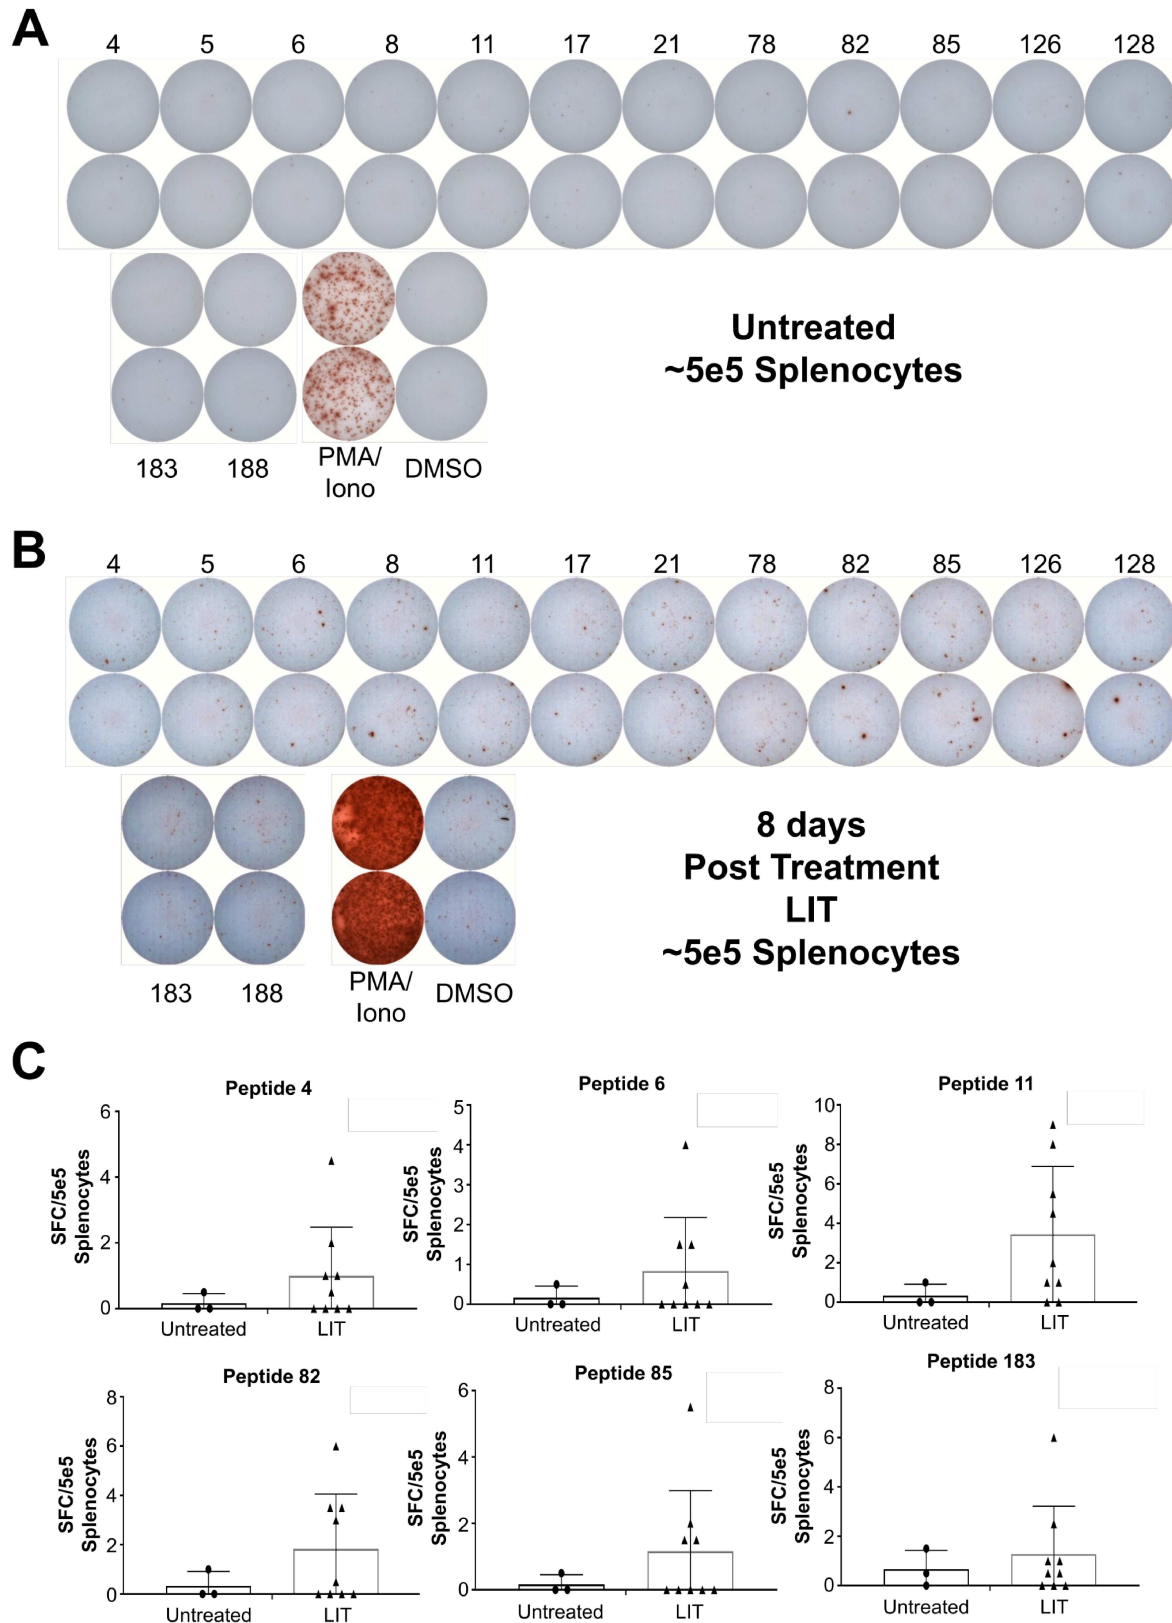 A
4 5 6 8 11 17 21 78 82 85 126 128
183 188 PMA/ DMSO
Iono
Untreated
~5e5 Splenocytes
B
4 5 6 8 11 17 21 78 82 85 126 128
183 188 PMA/ DMSO
Iono
8 days
Post Treatment
LIT
~5e5 Splenocytes
C
Peptide 4
SFC/5e5
Splenocytes
6
4
2
0
Untreated LIT
Peptide 6
SFC/5e5
Splenocytes
5
4
3
2
1
0
Untreated LIT
Peptide 11
SFC/5e5
Splenocytes
10
8
6
4
2
0
Untreated LIT
Peptide 82
SFC/5e5
Splenocytes
8
6
4
2
0
Untreated LIT
Peptide 85
SFC/5e5
Splenocytes
6
4
2
0
Untreated LIT
Peptide 183
SFC/5e5
Splenocytes
8
6
4
2
0
Untreated LIT